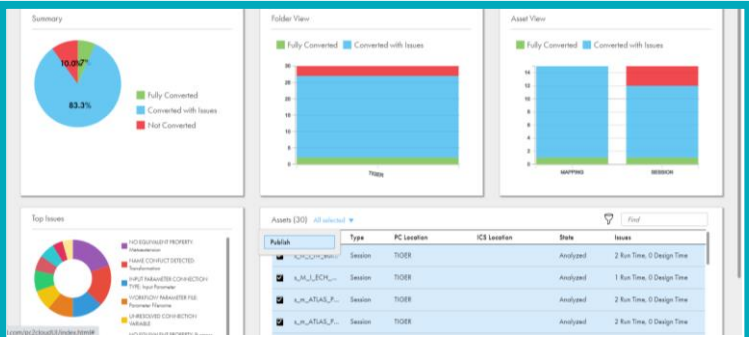 Summary
10.0%
7%
83.3%
Fully Converted
Converted with Issues
Not Converted
Folder View
Fully Converted
Converted with Issues
30
20
20
10
10
0
0
TIGER
Asset View
Fully Converted
Converted with Issues
14
12
10
8
6
4
2
0
MAPPING
SESSION
Top Issues
NO EQUIVALENT PROPERTY:
NAME CONFLICT DETECTED:
Transformation
INPUT PARAMETER CONNECTION
TYPE: Input Parameter
WORKFLOW PARAMETER FILE:
Parameter Filename
UNRESOLVED CONNECTION
VARIABLE
Assets (30) All selected
Find
Publish
Type PC Location ICS Location State Issues
Session TIGER Analyzed 2 Run Time, 0 Design Time
s_M_I_ECH_... Session TIGER Analyzed 1 Run Time, 0 Design Time
s_m_ATLAS_P... Session TIGER Analyzed 2 Run Time, 0 Design Time
s_m_ATLAS_P... Session TIGER Analyzed 2 Run Time, 0 Design Time